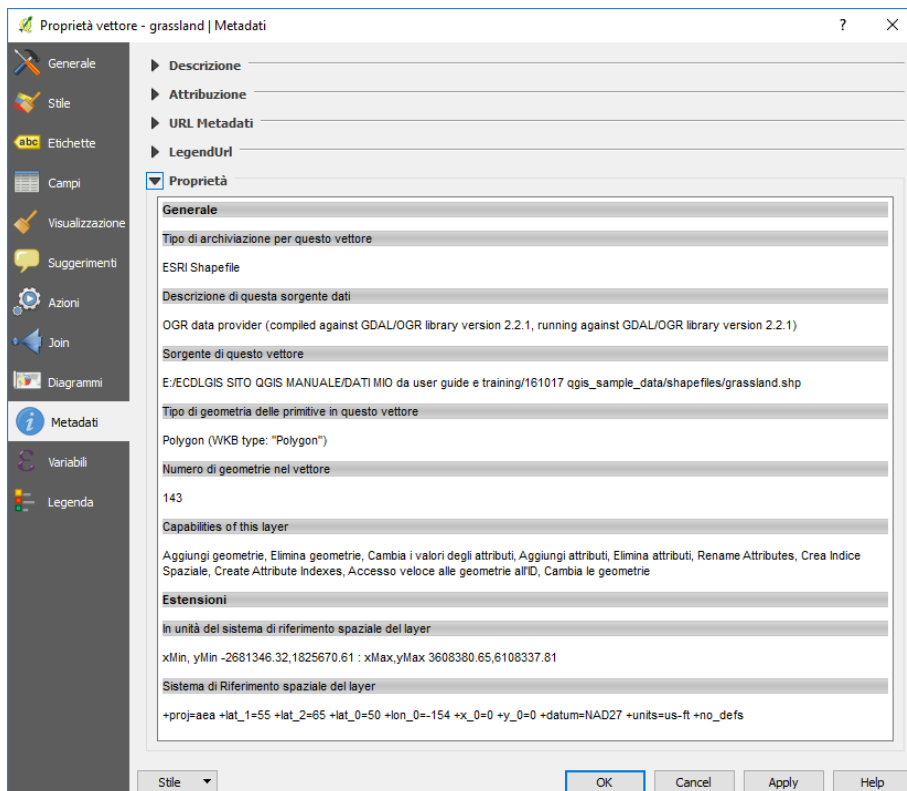 Proprietà vettore - grassland | Metadati
?
Generale
Stile
abc Etichette
Campi
Visualizzazione
Suggerimenti
Azioni
Join
Diagrammi
Metadati
Variabili
Legenda
Descrizione
Attribuzione
URL Metadati
LegendUrl
Proprietà
Generale
Tipo di archiviazione per questo vettore
ESRI Shapefile
Descrizione di questa sorgente dati
OGR data provider (compiled against GDAL/OGR library version 2.2.1, running against GDAL/OGR library version 2.2.1)
Sorgente di questo vettore
E:/ECDLGIS SITO QGIS MANUALE/DATI MIO da user guide e training/161017 qgis_sample_data/shapefiles/grassland.shp
Tipo di geometria delle primitive in questo vettore
Polygon (WKB type: "Polygon")
Numero di geometrie nel vettore
143
Capabilities of this layer
Aggiungi geometrie, Elimina geometrie, Cambia i valori degli attributi, Aggiungi attributi, Elimina attributi, Rename Attributes, Crea Indice
Spaziale, Create Attribute Indexes, Accesso veloce alle geometrie all'ID, Cambia le geometrie
Estensioni
In unità del sistema di riferimento spaziale del layer
xMin, yMin -2681346.32,1825670.61 : xMax,yMax 3608380.65,6108337.81
Sistema di Riferimento spaziale del layer
+proj=aea +lat_1=55 +lat_2=65 +lat_0=50 +lon_0=-154 +x_0=0 +y_0=0 +datum=NAD27 +units=us-ft +no_defs
Stile
OK
Cancel
Apply
Help